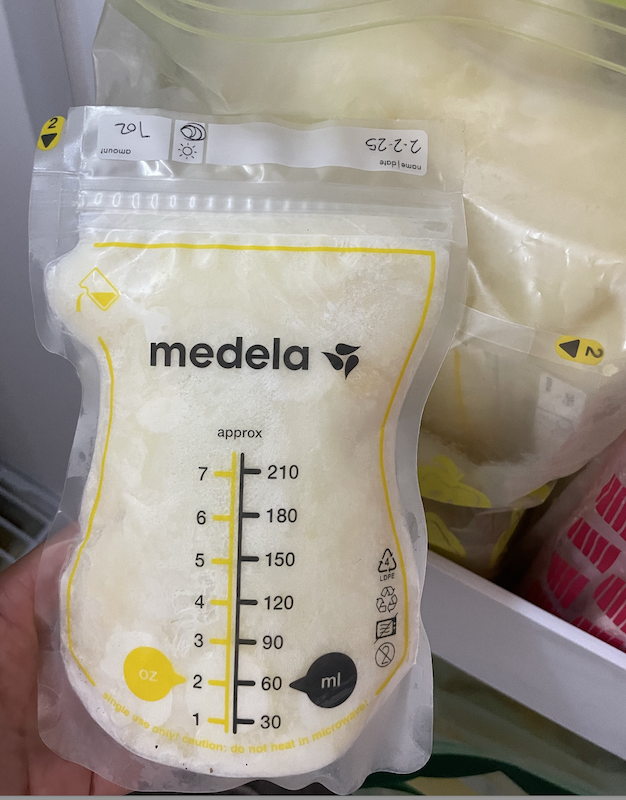 2
name|date
2-2-25
amount
7oz
medela
approx
7 210
6 180
5 150
4 120
3 90
2 60
1 30
oz
ml
4
LDPE
single use only! caution: do not heat in microwave!
2
2